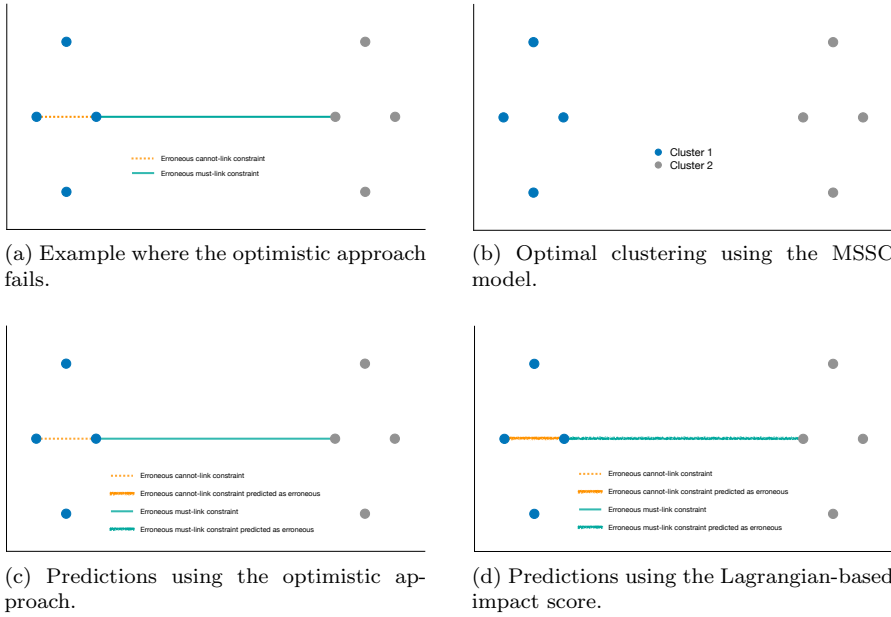 Erroneous cannot-link constraint
Erroneous must-link constraint
(a) Example where the optimistic approach
fails.
Cluster 1
Cluster 2
(b) Optimal clustering using the MSSC
model.
Erroneous cannot-link constraint
Erroneous cannot-link constraint predicted as erroneous
Erroneous must-link constraint
Erroneous must-link constraint predicted as erroneous
(c) Predictions using the optimistic ap-
proach.
Erroneous cannot-link constraint
Erroneous cannot-link constraint predicted as erroneous
Erroneous must-link constraint
Erroneous must-link constraint predicted as erroneous
(d) Predictions using the Lagrangian-based
impact score.